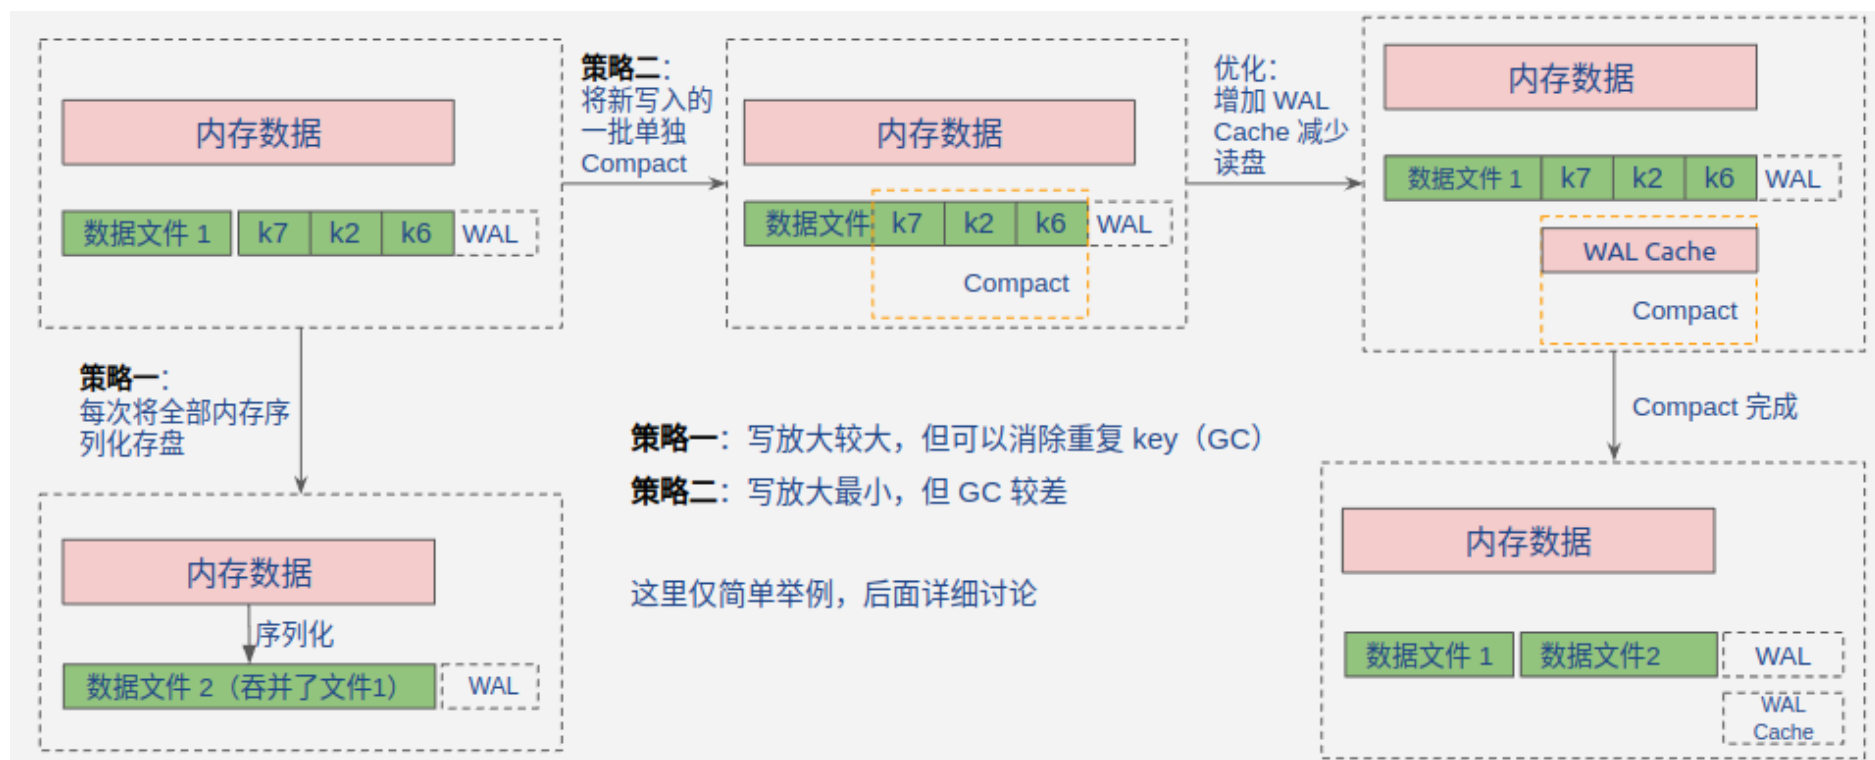 内存数据
数据文件 1
k7
k2
k6
WAL
策略二：
将新写入的
一批单独
Compact
内存数据
数据文件
k7
k2
k6
WAL
Compact
优化：
增加 WAL
Cache 减少
读盘
内存数据
数据文件 1
k7
k2
k6
WAL
WAL Cache
Compact
策略一：
每次将全部内存序
列化存盘
内存数据
序列化
数据文件 2（吞并了文件1）
WAL
策略一：写放大较大，但可以消除重复 key（GC）
策略二：写放大最小，但 GC 较差
这里仅简单举例，后面详细讨论
Compact 完成
内存数据
数据文件 1
数据文件2
WAL
WAL
Cache